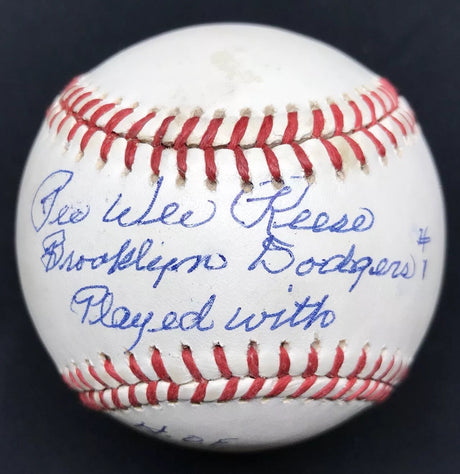 Pee Wee Reese
Brooklyn Dodgers #1
Played with